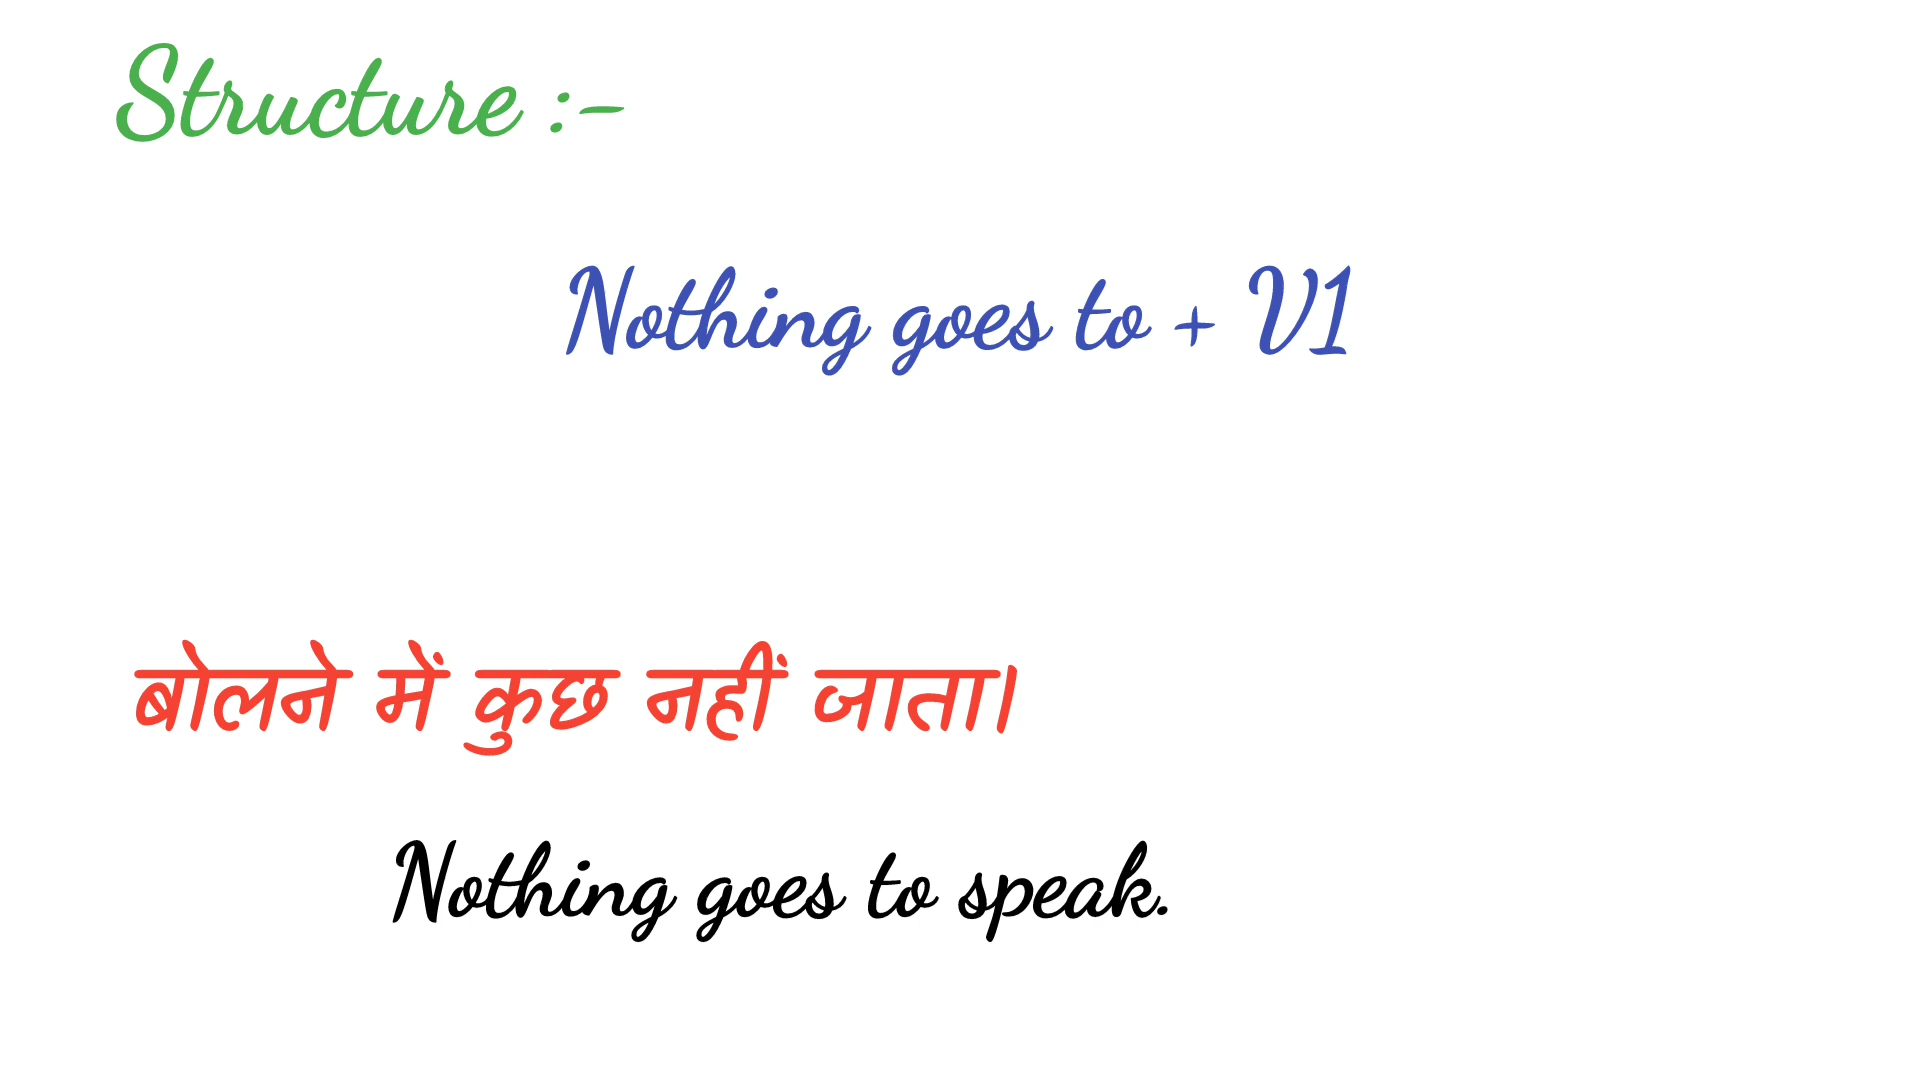 Structure :-
Nothing goes to + V1
बोलने में कुछ नहीं जाता।
Nothing goes to speak.